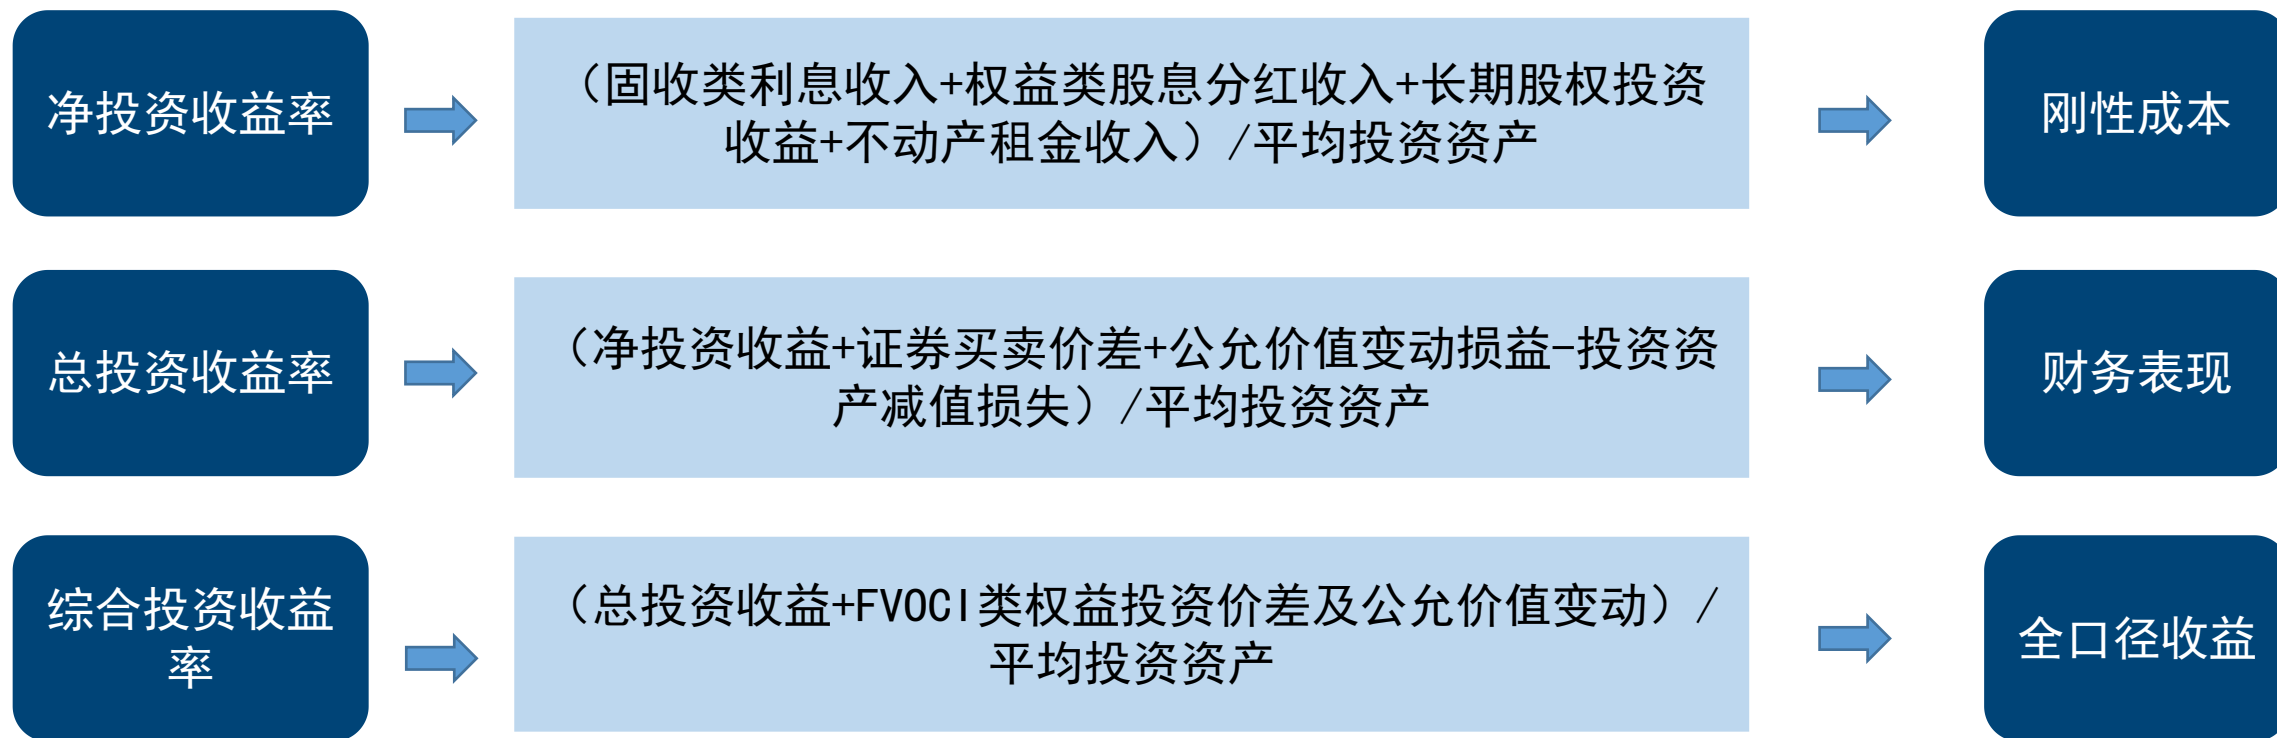 净投资收益率
（固收类利息收入+权益类股息分红收入+长期股权投资
收益+不动产租金收入）/平均投资资产
刚性成本
总投资收益率
（净投资收益+证券买卖价差+公允价值变动损益-投资资
产减值损失）/平均投资资产
财务表现
综合投资收益
率
（总投资收益+FVOCI类权益投资价差及公允价值变动）/
平均投资资产
全口径收益